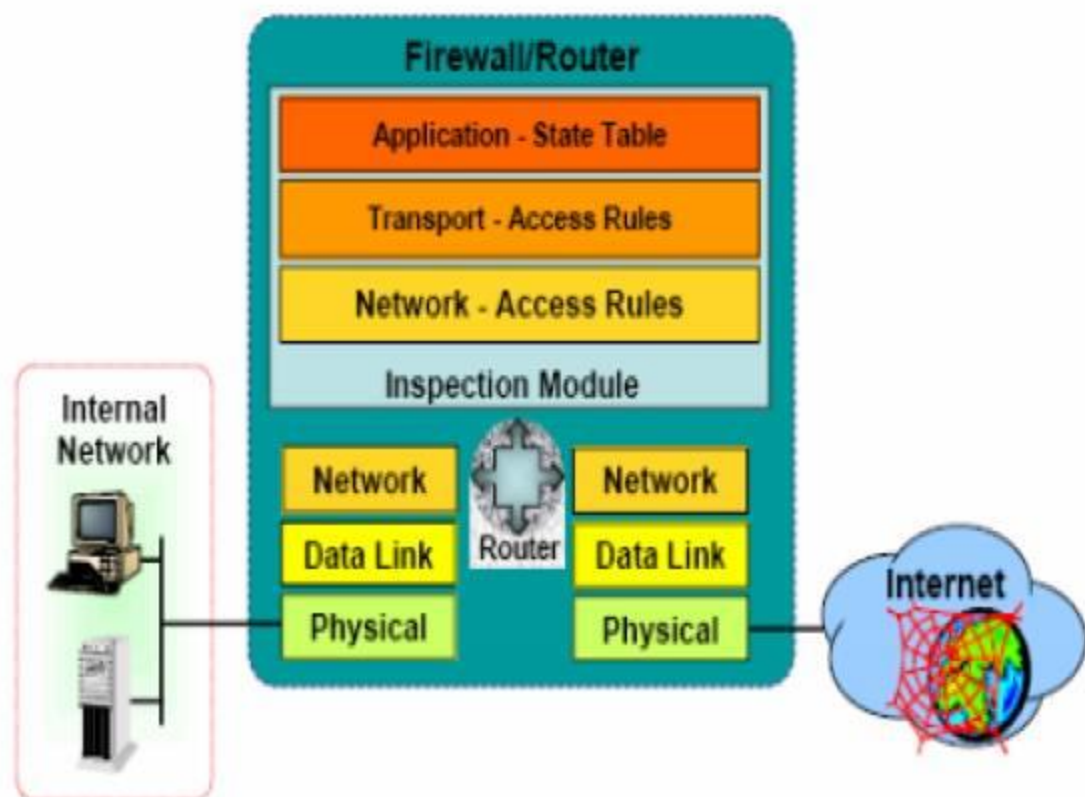 Firewall/Router
Application - State Table
Transport - Access Rules
Network - Access Rules
Inspection Module
Internal
Network
Network
Data Link
Physical
Router
Network
Data Link
Physical
Internet